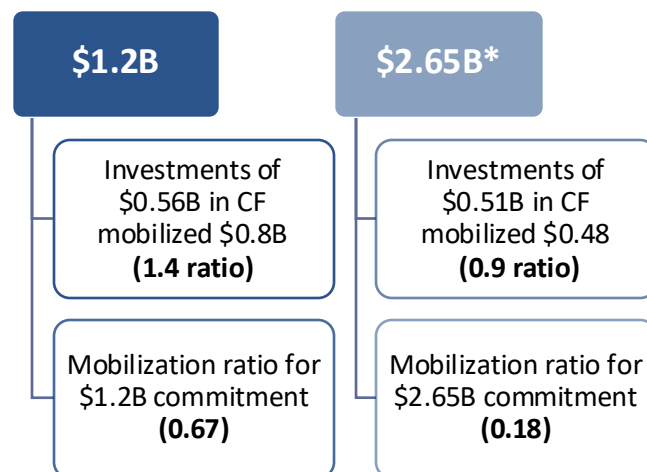 $1.2B
Investments of
$0.56B in CF
mobilized $0.8B
(1.4 ratio)
Mobilization ratio for
$1.2B commitment
(0.67)
$2.65B*
Investments of
$0.51B in CF
mobilized $0.48
(0.9 ratio)
Mobilization ratio for
$2.65B commitment
(0.18)